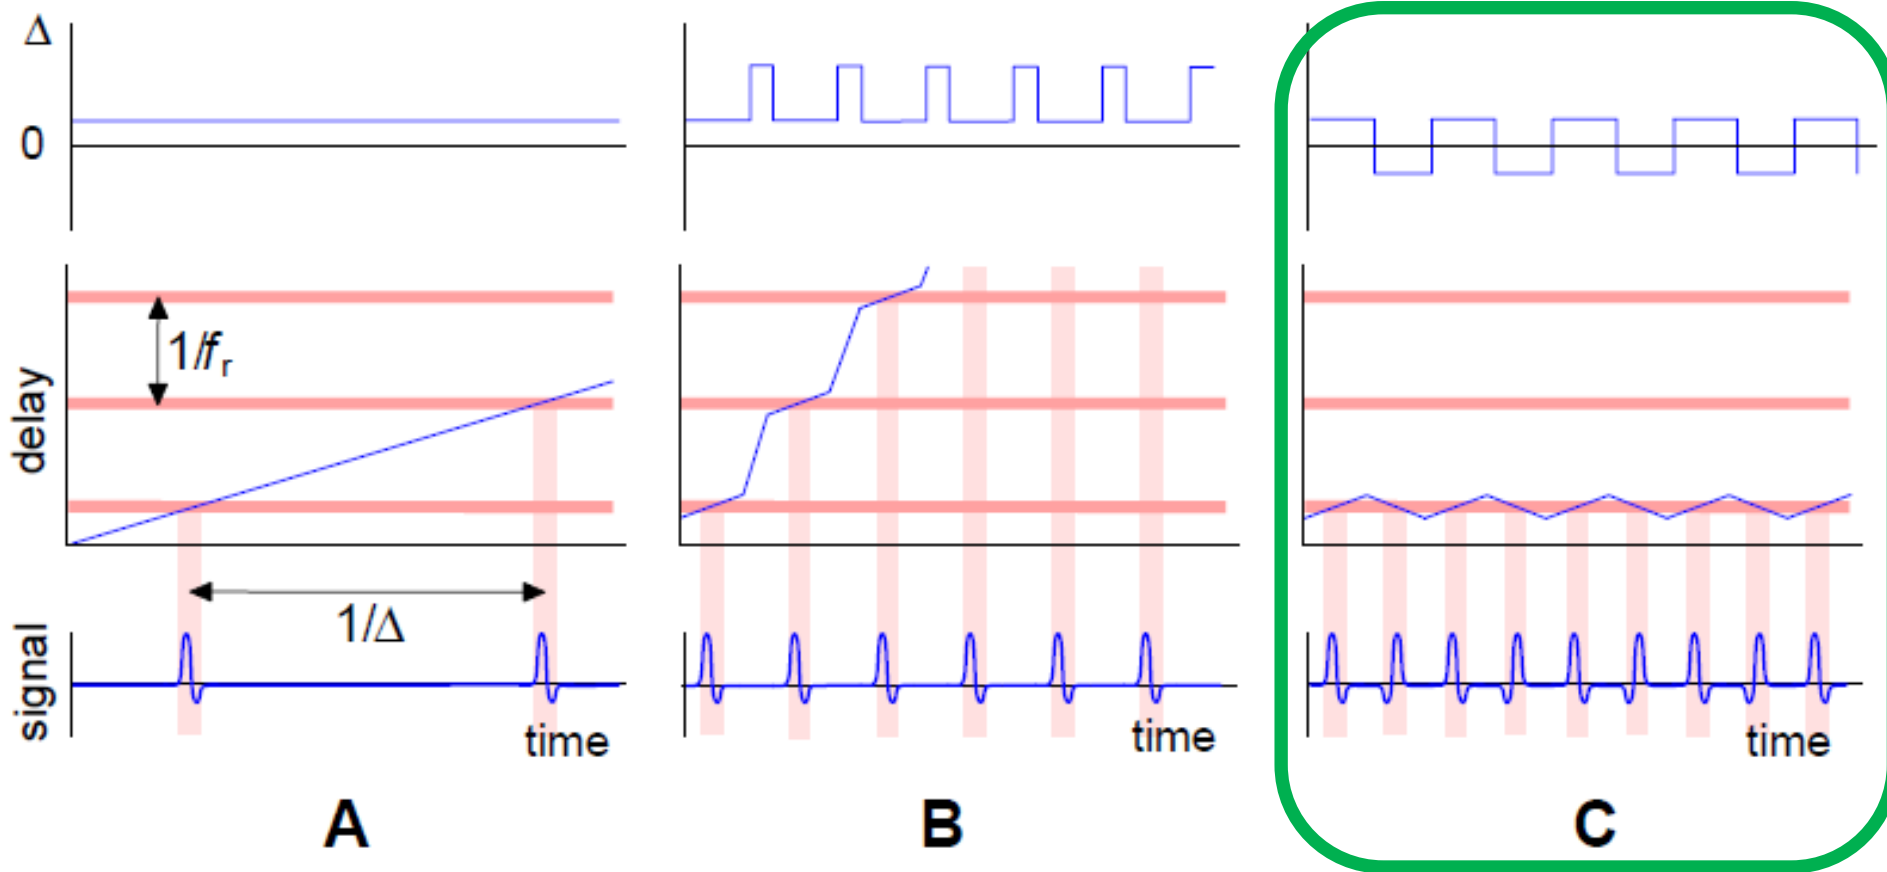 Δ
0
delay
1/fr
signal
1/Δ
time
A
time
B
time
C